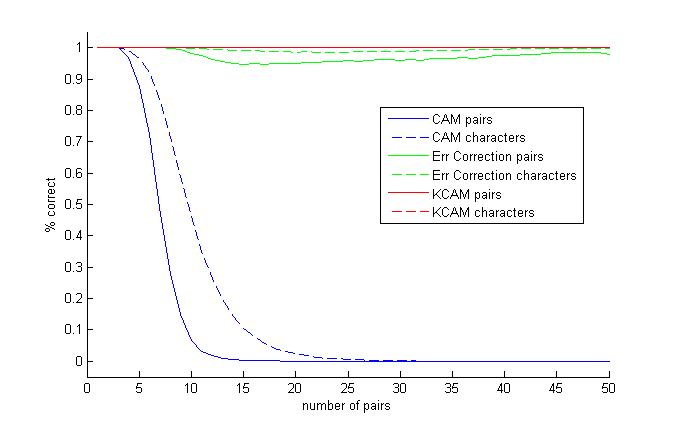 1
0.9
0.8
0.7
0.6
0.5
0.4
0.3
0.2
0.1
0
% correct
CAM pairs
CAM characters
Err Correction pairs
Err Correction characters
KCAM pairs
KCAM characters
0 5 10 15 20 25 30 35 40 45 50
number of pairs